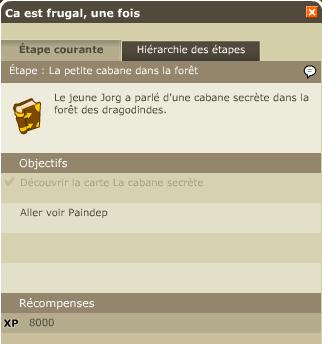 Ca est frugal, une fois
Étape courante
Hiérarchie des étapes
Étape : La petite cabane dans la forêt
Le jeune Jorg a parlé d'une cabane secrète dans la
forêt des dragodindes.
Objectifs
Découvrir la carte La cabane secrète
Aller voir Paindep
Récompenses
XP 8000